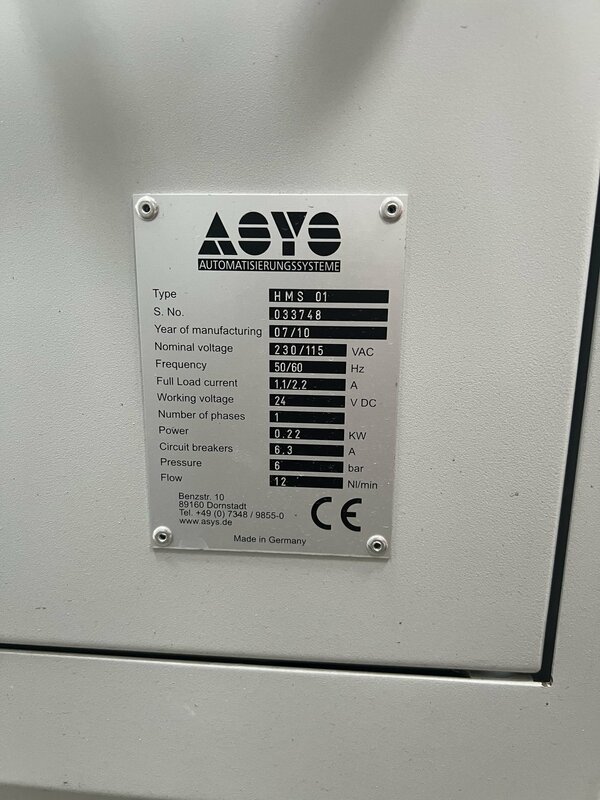 ASYS
AUTOMATISIERUNGSSYSTEME
Type HMS 01
S. No. 033748
Year of manufacturing 07/10
Nominal voltage 230/115 VAC
Frequency 50/60 Hz
Full Load current 1,1/2,2 A
Working voltage 24 V DC
Number of phases 1
Power 0.22 KW
Circuit breakers 6,3 A
Pressure 6 bar
Flow 12 Nl/min
Benzstr. 10
89160 Dornstadt
Tel. +49 (0) 7348 / 9855-0
www.asys.de
CE
Made in Germany